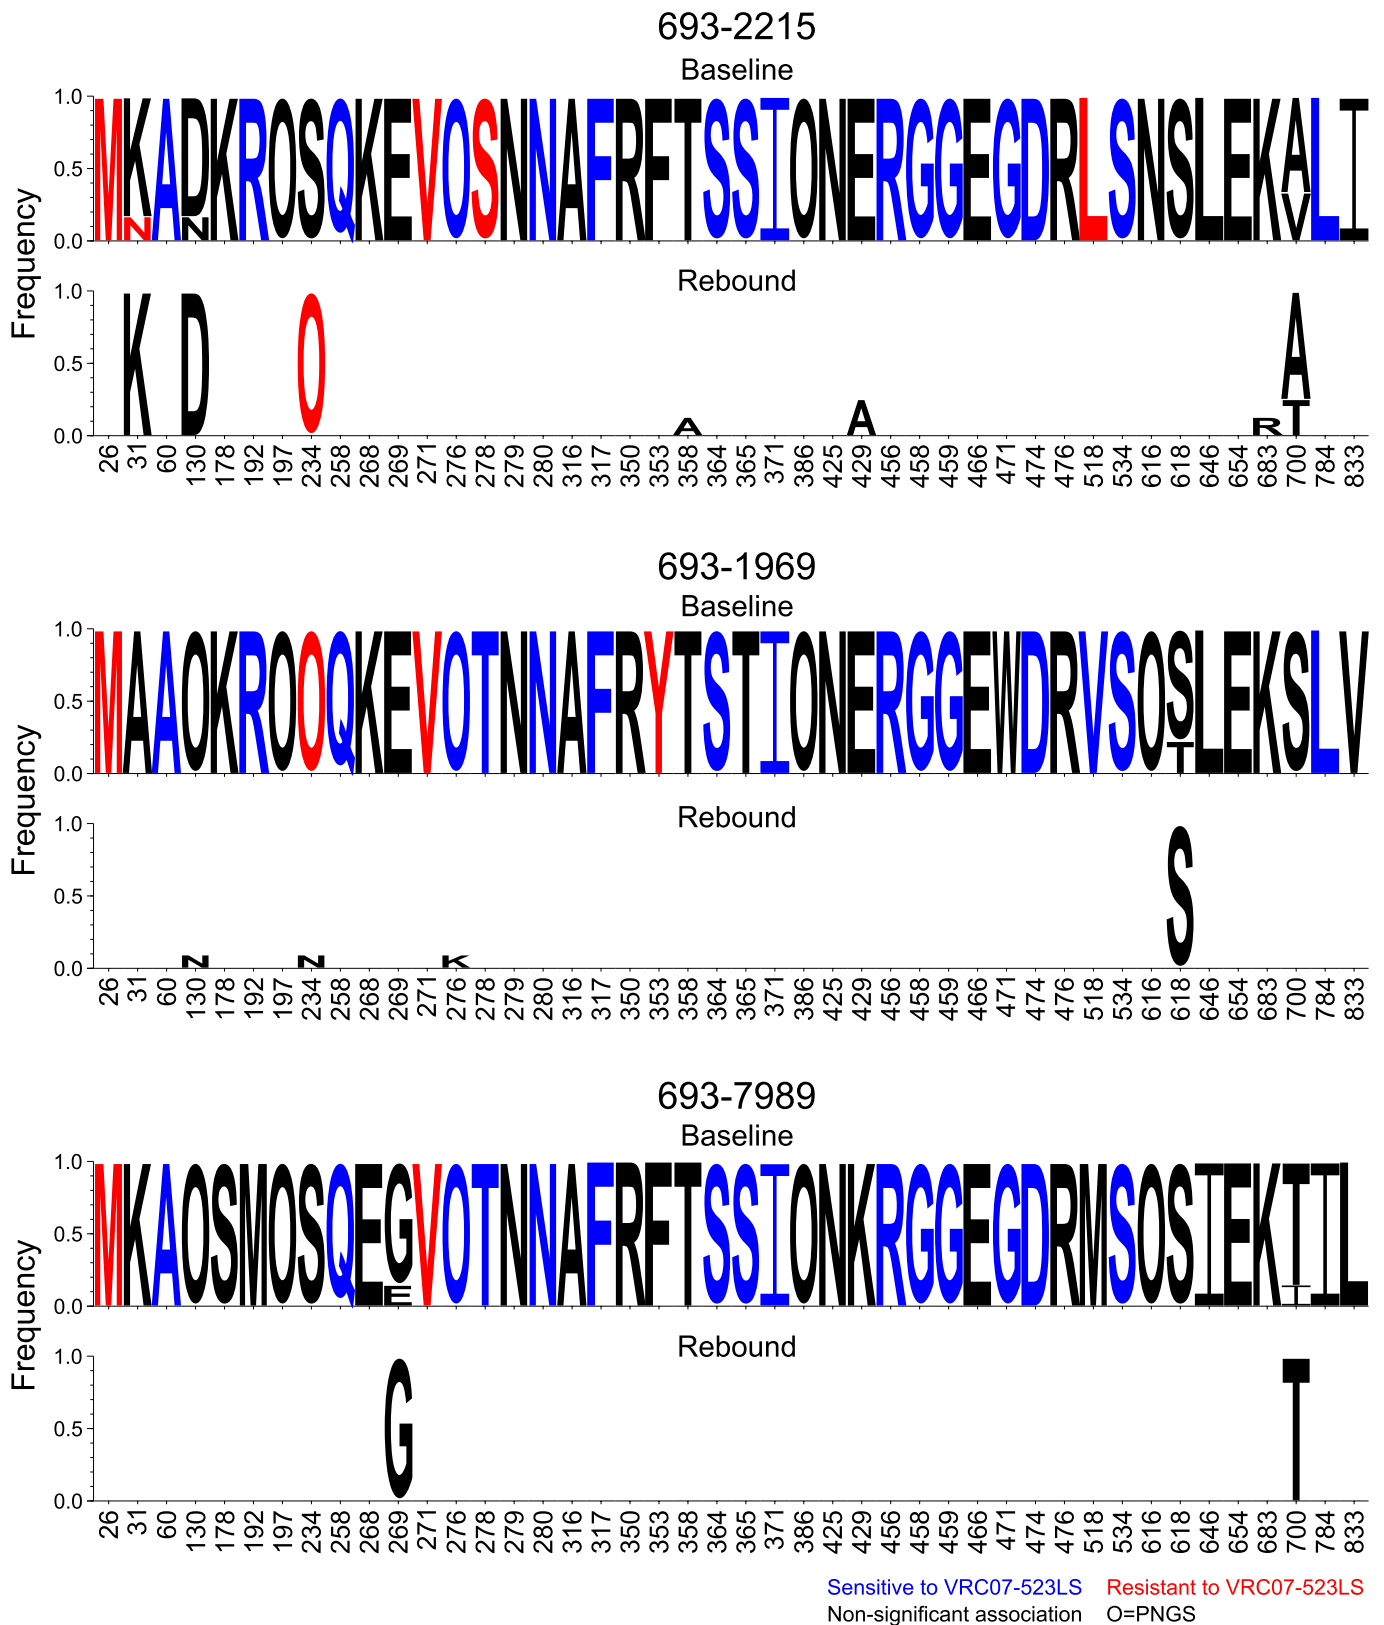 693-2215
Baseline
1.0
0.5
0.0
MKADKROSQKEVOSNNAFRFTSSIONERGGEGDRLSNSLEKALI
N N V
Rebound
1.0
0.5
0.0
K D O A A R A
T
Frequency
26 31 60 130 178 192 197 234 258 268 269 271 276 278 279 280 316 317 350 353 358 364 365 371 386 425 429 456 458 459 466 471 474 476 518 534 616 618 646 654 683 700 784 833
693-1969
Baseline
1.0
0.5
0.0
MAAOKROOQKEVOTNNAFRYTSTIONERGGEWDRVSOSLEKSLV
T
Rebound
1.0
0.5
0.0
N N K S
Frequency
26 31 60 130 178 192 197 234 258 268 269 271 276 278 279 280 316 317 350 353 358 364 365 371 386 425 429 456 458 459 466 471 474 476 518 534 616 618 646 654 683 700 784 833
693-7989
Baseline
1.0
0.5
0.0
MKAOSMOSQEGVOTNNAFRFTSSIONKRGGEGDRMSOSIEKTIL
E I
Rebound
1.0
0.5
0.0
G T
Frequency
26 31 60 130 178 192 197 234 258 268 269 271 276 278 279 280 316 317 350 353 358 364 365 371 386 425 429 456 458 459 466 471 474 476 518 534 616 618 646 654 683 700 784 833
Sensitive to VRC07-523LS Resistant to VRC07-523LS
Non-significant association O=PNGS